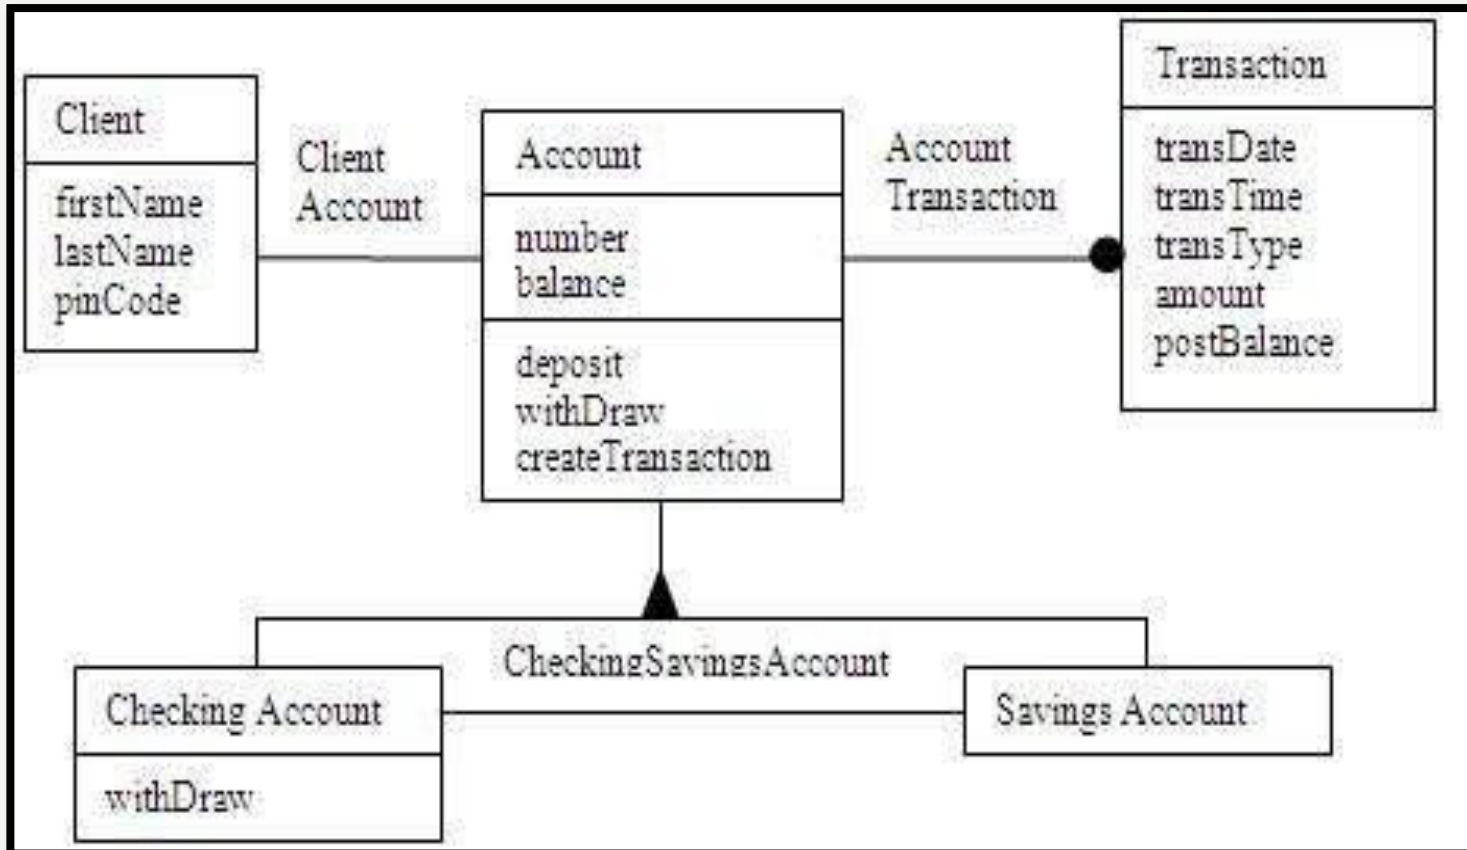 Client
firstName
lastName
pinCode
Client
Account
Account
number
balance
deposit
withDraw
createTransaction
Account
Transaction
Transaction
transDate
transTime
transType
amount
postBalance
CheckingSavingsAccount
Checking Account
withDraw
Savings Account